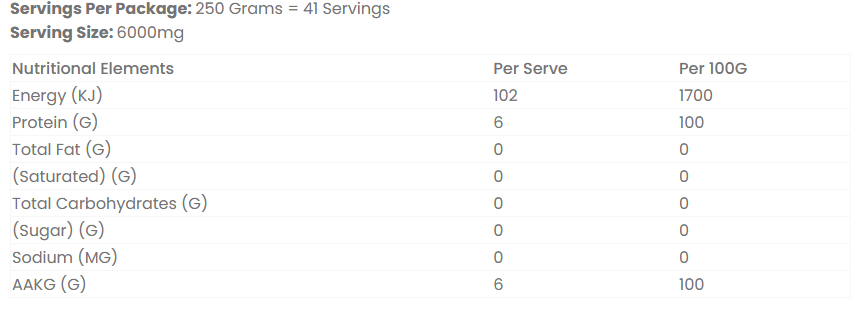 Servings Per Package: 250 Grams = 41 Servings
Serving Size: 6000mg
Nutritional Elements Per Serve Per 100G
Energy (KJ) 102 1700
Protein (G) 6 100
Total Fat (G) 0 0
(Saturated) (G) 0 0
Total Carbohydrates (G) 0 0
(Sugar) (G) 0 0
Sodium (MG) 0 0
AAKG (G) 6 100